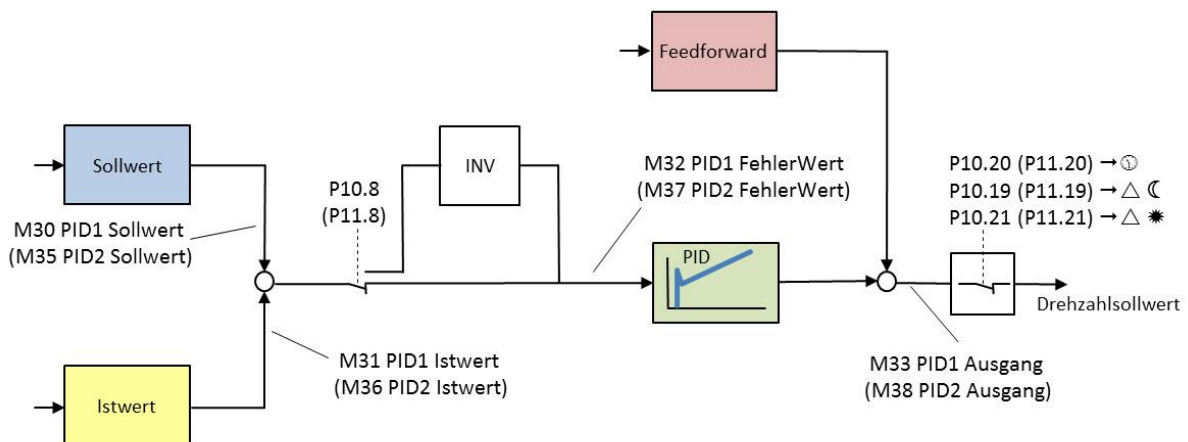 Feedforward
Sollwert
INV
P10.8
(P11.8)
M32 PID1 FehlerWert
(M37 PID2 FehlerWert)
P10.20 (P11.20) → 🕓
P10.19 (P11.19) → △ ☾
P10.21 (P11.21) → △ ✹
M30 PID1 Sollwert
(M35 PID2 Sollwert)
PID
Drehzahlsollwert
M31 PID1 Istwert
(M36 PID2 Istwert)
M33 PID1 Ausgang
(M38 PID2 Ausgang)
Istwert